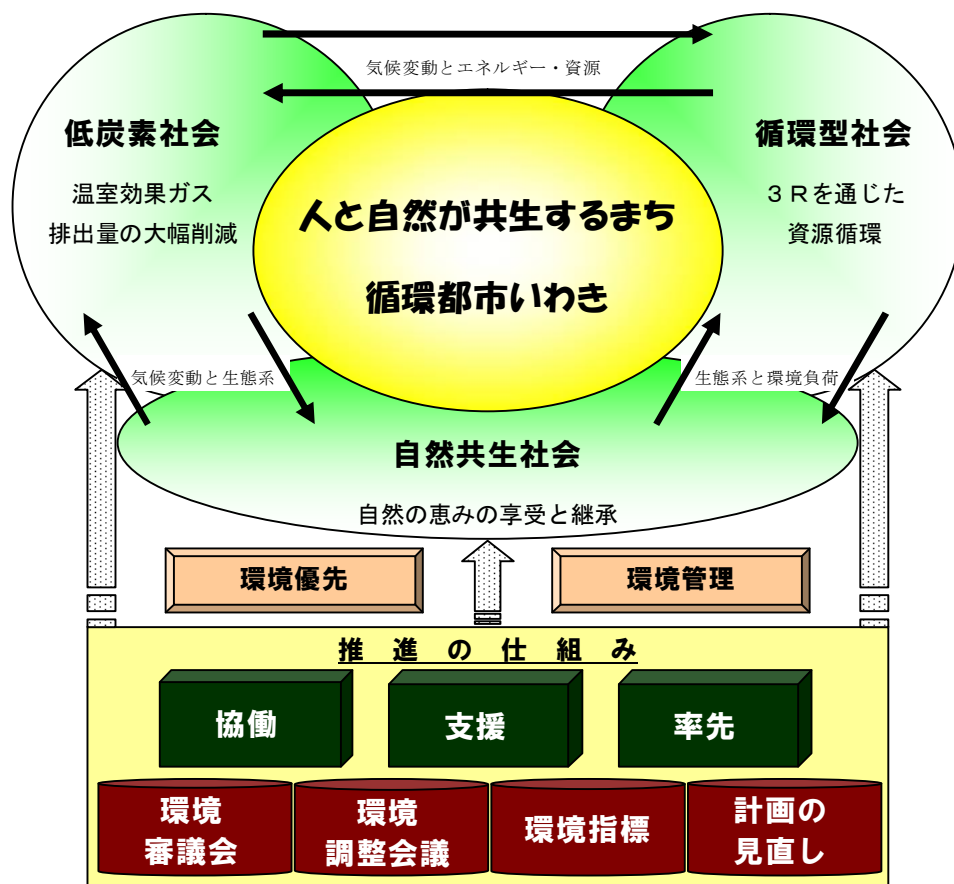 気候変動とエネルギー・資源
低炭素社会
温室効果ガス
排出量の大幅削減
循環型社会
３Ｒを通じた
資源循環
人と自然が共生するまち
循環都市いわき
気候変動と生態系
生態系と環境負荷
自然共生社会
自然の恵みの享受と継承
環境優先
環境管理
推進の仕組み
協働
支援
率先
環境
審議会
環境
調整会議
環境指標
計画の
見直し